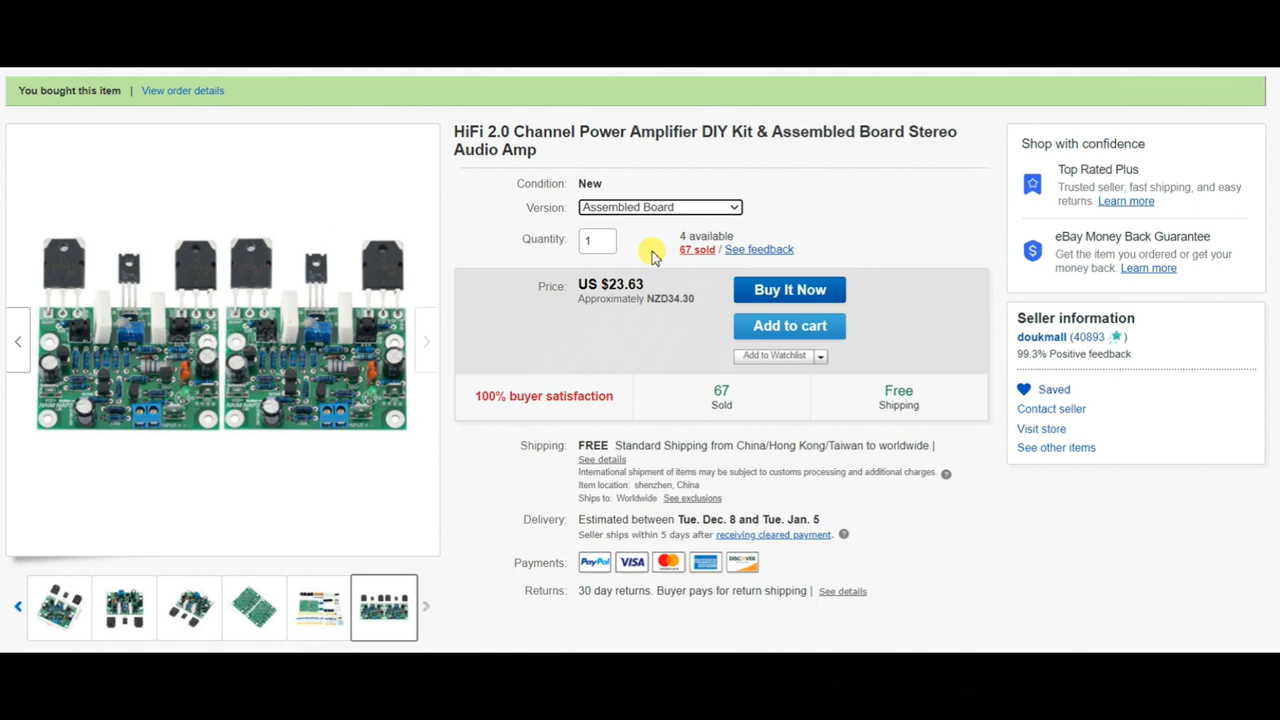 You bought this item | View order details
HiFi 2.0 Channel Power Amplifier DIY Kit & Assembled Board Stereo
Audio Amp
Condition: New
Version: Assembled Board
Quantity: 1
4 available
67 sold / See feedback
Price: US $23.63
Approximately NZD34.30
Buy It Now
Add to cart
Add to Watchlist
100% buyer satisfaction
67
Sold
Free
Shipping
Shipping: FREE Standard Shipping from China/Hong Kong/Taiwan to worldwide |
See details
International shipment of items may be subject to customs processing and additional charges.
Item location: shenzhen, China
Ships to: Worldwide See exclusions
Delivery: Estimated between Tue. Dec. 8 and Tue. Jan. 5
Seller ships within 5 days after receiving cleared payment.
Payments: PayPal VISA
DISCOVER
Returns: 30 day returns. Buyer pays for return shipping | See details
Shop with confidence
Top Rated Plus
Trusted seller, fast shipping, and easy
returns. Learn more
eBay Money Back Guarantee
Get the item you ordered or get your
money back. Learn more
Seller information
doukmall (40893)
99.3% Positive feedback
Saved
Contact seller
Visit store
See other items